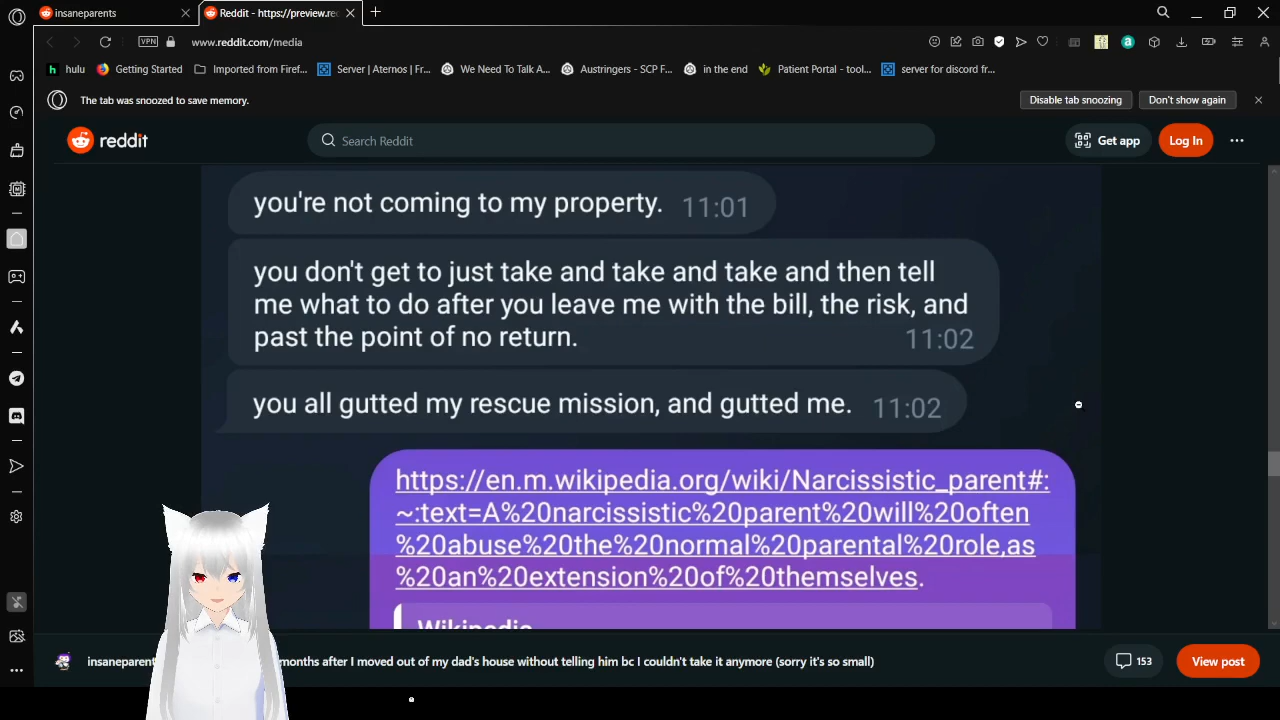 insaneparents
Reddit - https://preview.red
www.reddit.com/media
VPN
hulu
Getting Started
Imported from Firef...
Server | Aternos | Fr...
We Need To Talk A...
Austringers - SCP F...
in the end
Patient Portal - tool...
server for discord fr...
The tab was snoozed to save memory.
Disable tab snoozing
Don't show again
reddit
Search Reddit
Get app
Log In
you're not coming to my property. 11:01
you don't get to just take and take and take and then tell
me what to do after you leave me with the bill, the risk, and
past the point of no return. 11:02
you all gutted my rescue mission, and gutted me. 11:02
https://en.m.wikipedia.org/wiki/Narcissistic_parent#:
~:text=A%20narcissistic%20parent%20will%20often
%20abuse%20the%20normal%20parental%20role,as
%20an%20extension%20of%20themselves.
Wikipedia
insaneparent
months after I moved out of my dad's house without telling him bc I couldn't take it anymore (sorry it's so small)
153
View post